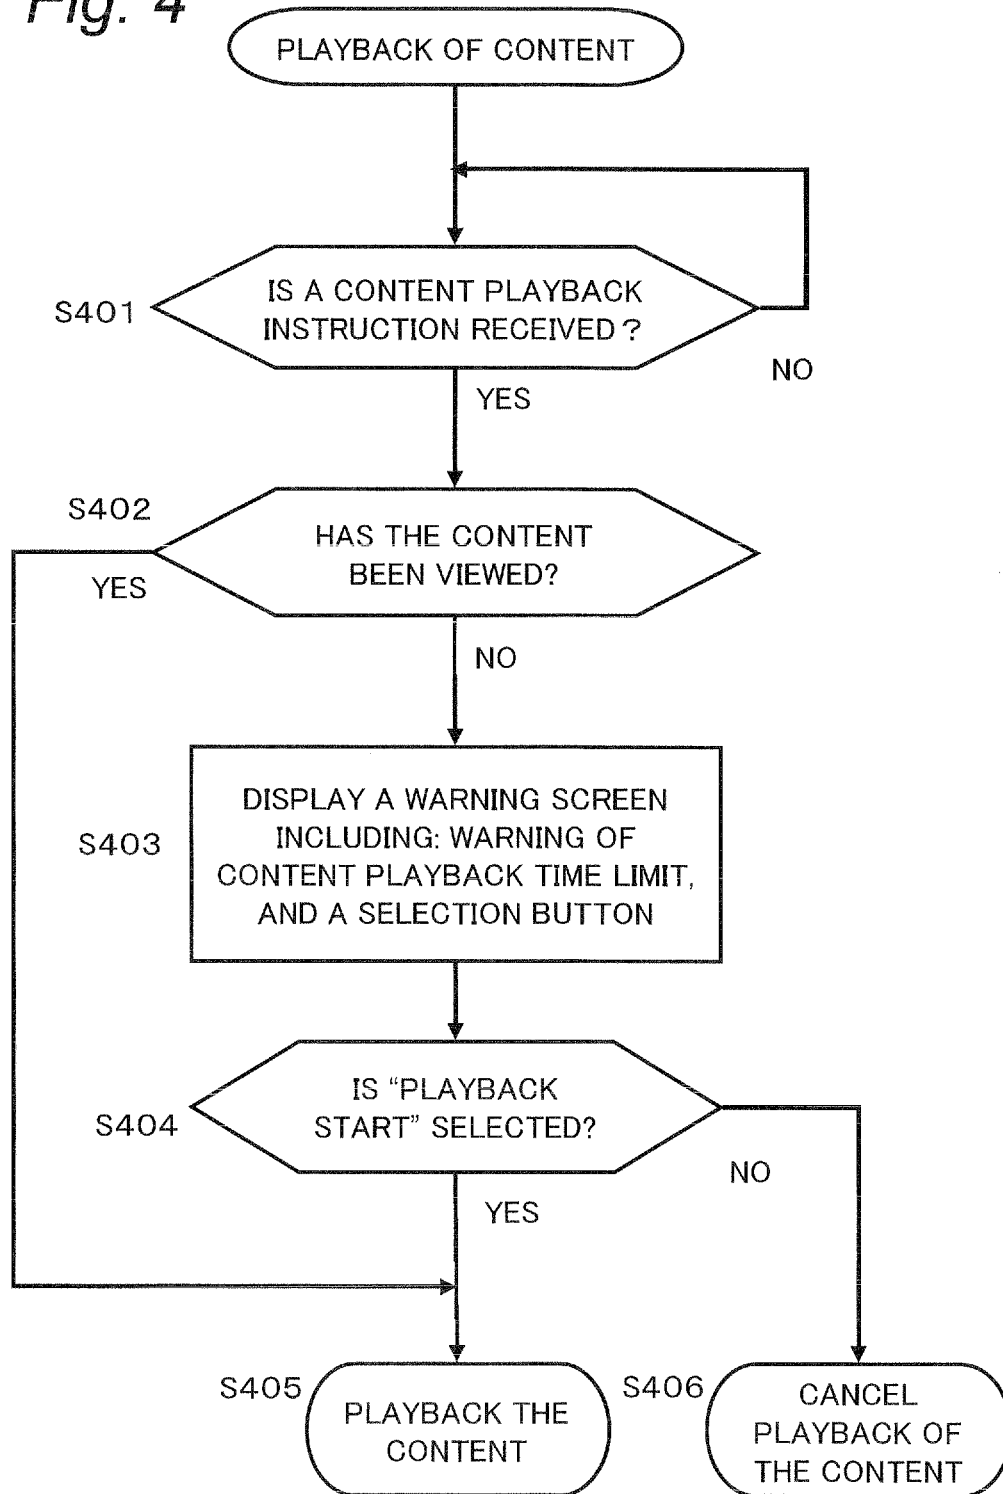 Fig. 4
PLAYBACK OF CONTENT
S401
IS A CONTENT PLAYBACK
INSTRUCTION RECEIVED?
NO
YES
S402
HAS THE CONTENT
BEEN VIEWED?
YES
NO
S403
DISPLAY A WARNING SCREEN
INCLUDING: WARNING OF
CONTENT PLAYBACK TIME LIMIT,
AND A SELECTION BUTTON
S404
IS “PLAYBACK
START” SELECTED?
NO
YES
S405
PLAYBACK THE
CONTENT
S406
CANCEL
PLAYBACK OF
THE CONTENT